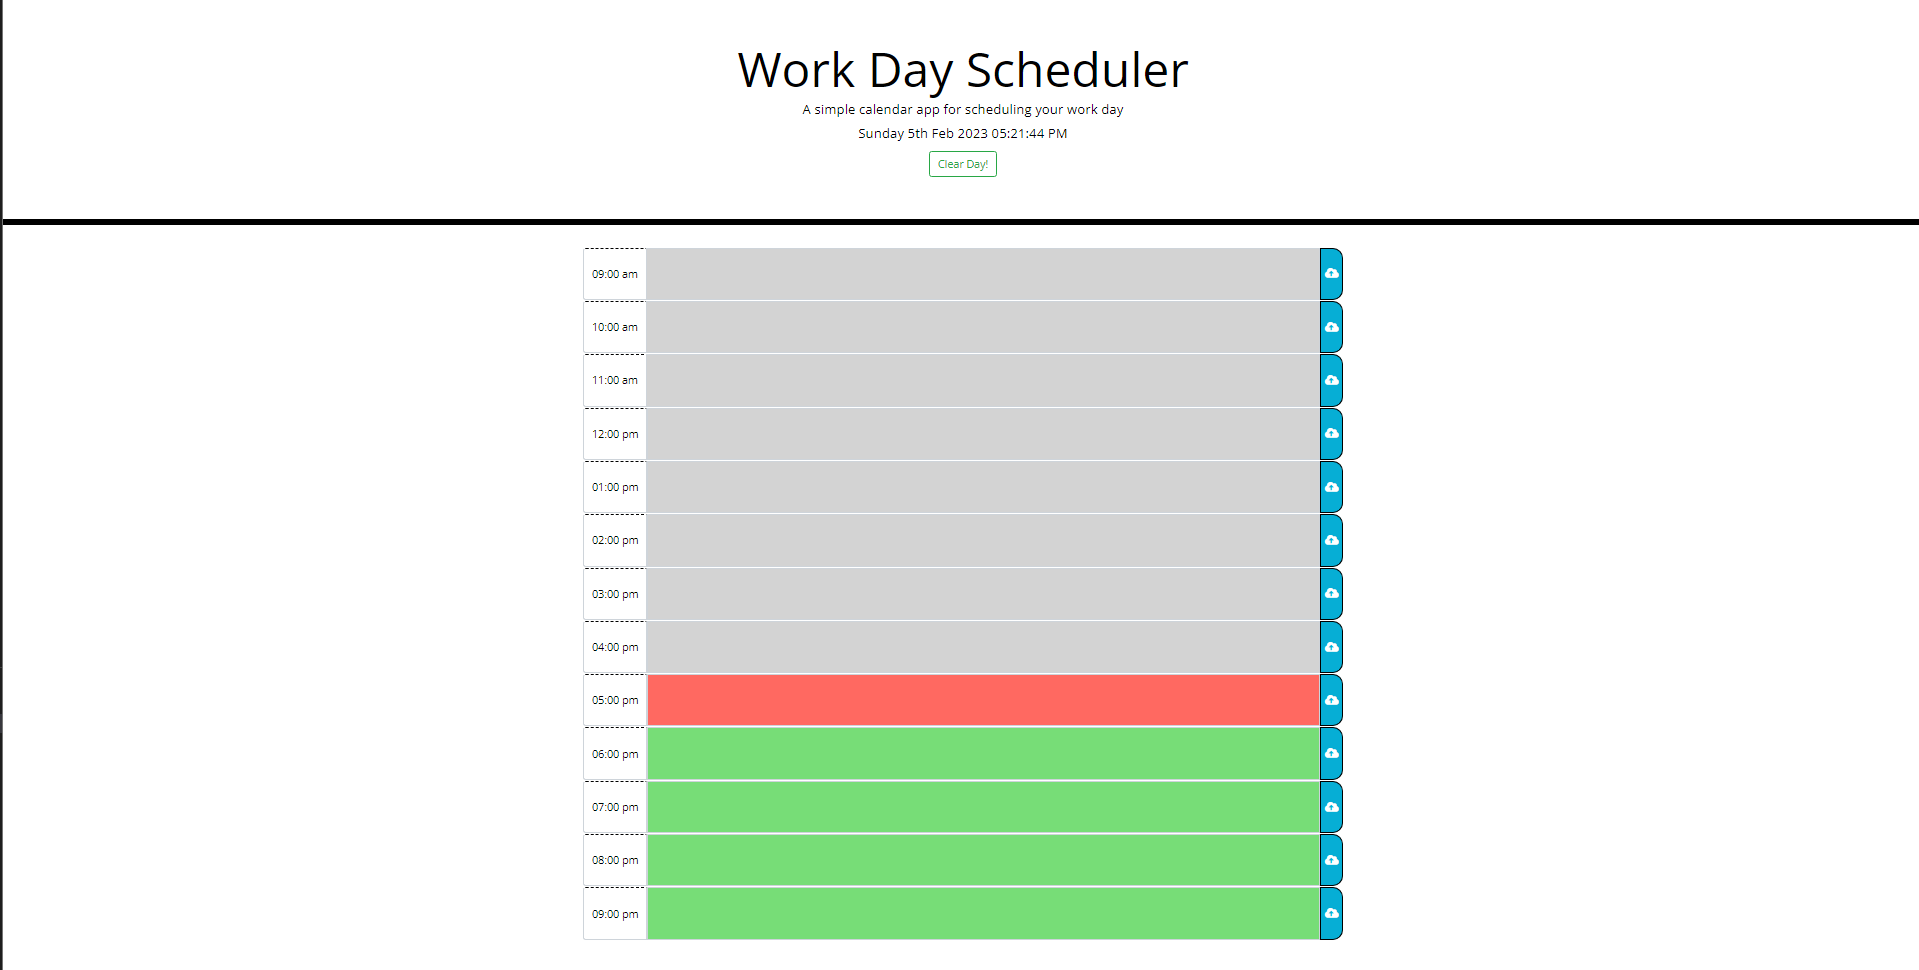 Work Day Scheduler
A simple calendar app for scheduling your work day
Sunday 5th Feb 2023 05:21:44 PM
Clear Day!
09:00 am
10:00 am
11:00 am
12:00 pm
01:00 pm
02:00 pm
03:00 pm
04:00 pm
05:00 pm
06:00 pm
07:00 pm
08:00 pm
09:00 pm